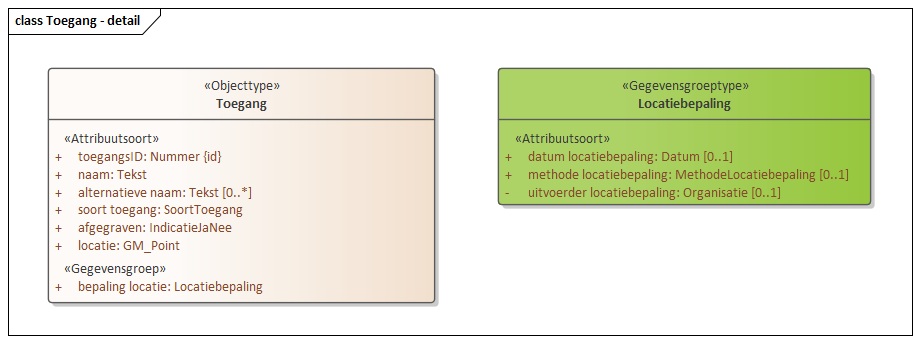 class Toegang - detail
«Objecttype»
Toegang
«Attribuutsoort»
+ toegangsID: Nummer {id}
+ naam: Tekst
+ alternatieve naam: Tekst [0..*]
+ soort toegang: SoortToegang
+ afgegraven: IndicatieJaNee
+ locatie: GM_Point
«Gegevensgroep»
+ bepaling locatie: Locatiebepaling
«Gegevensgroeptype»
Locatiebepaling
«Attribuutsoort»
+ datum locatiebepaling: Datum [0..1]
+ methode locatiebepaling: MethodeLocatiebepaling [0..1]
- uitvoerder locatiebepaling: Organisatie [0..1]